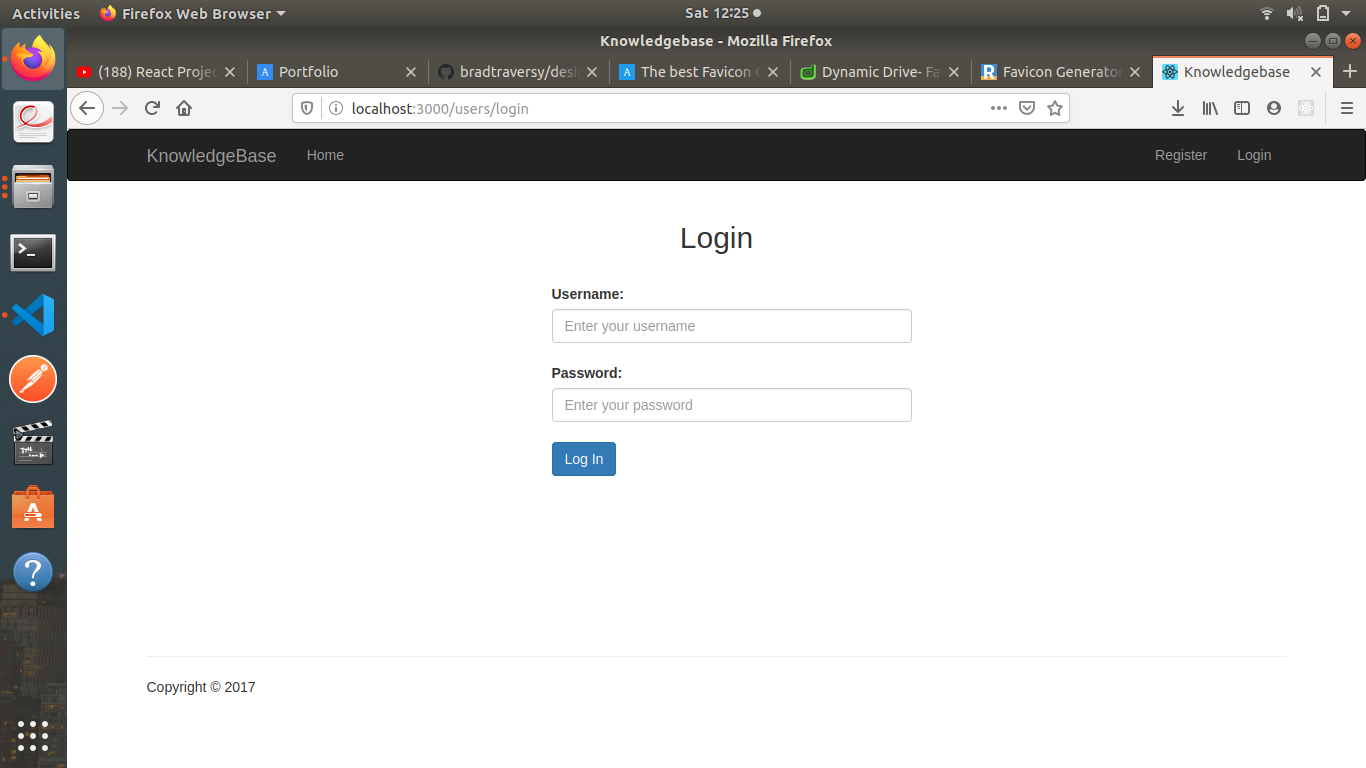 Activities Firefox Web Browser Sat 12:25
Knowledgebase - Mozilla Firefox
(188) React Projec Portfolio bradtraversy/desi The best Favicon G Dynamic Drive- Fa Favicon Generator Knowledgebase
localhost:3000/users/login
KnowledgeBase Home Register Login
Login
Username:
Enter your username
Password:
Enter your password
Log In
Copyright © 2017